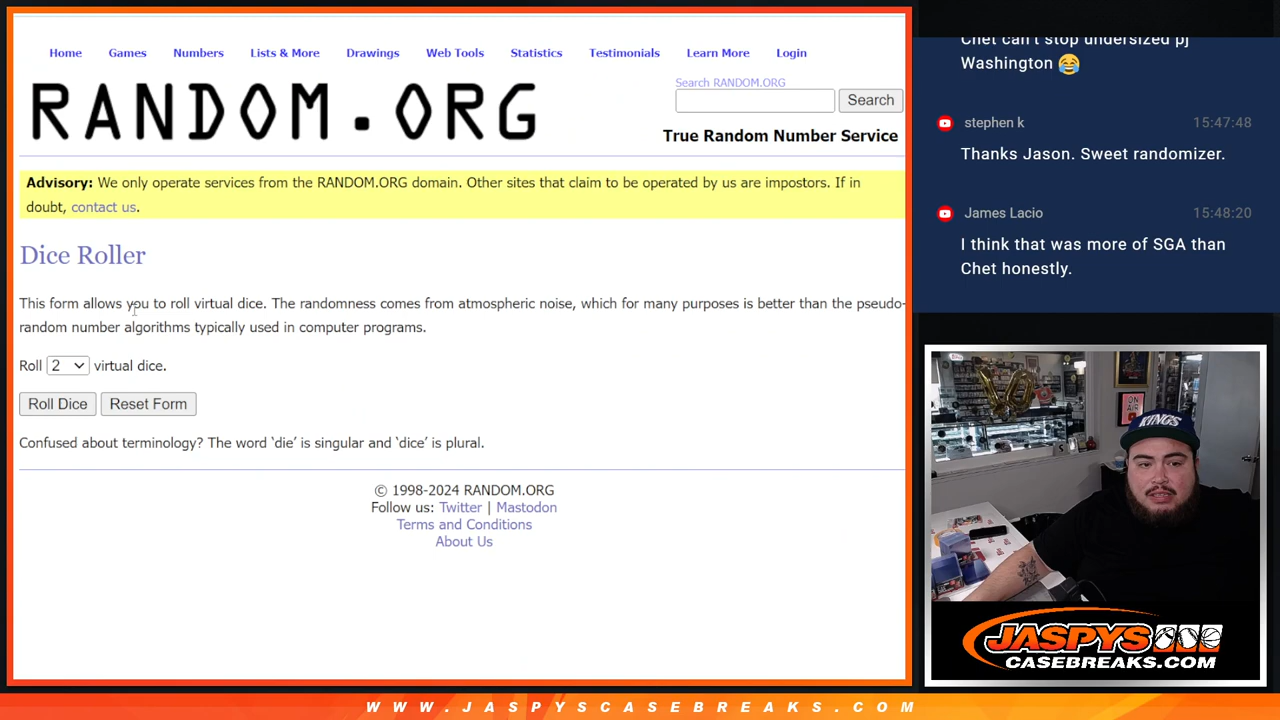 Home Games Numbers Lists & More Drawings Web Tools Statistics Testimonials Learn More Login
RANDOM.ORG
Search RANDOM.ORG
Search
True Random Number Service
Advisory: We only operate services from the RANDOM.ORG domain. Other sites that claim to be operated by us are impostors. If in
doubt, contact us.
Dice Roller
This form allows you to roll virtual dice. The randomness comes from atmospheric noise, which for many purposes is better than the pseudo-
random number algorithms typically used in computer programs.
Roll 2 virtual dice.
Roll Dice Reset Form
Confused about terminology? The word ‘die’ is singular and ‘dice’ is plural.
© 1998-2024 RANDOM.ORG
Follow us: Twitter | Mastodon
Terms and Conditions
About Us
Chet can't stop undersized pj
Washington 😂
stephen k 15:47:48
Thanks Jason. Sweet randomizer.
James Lacio 15:48:20
I think that was more of SGA than
Chet honestly.
ON
AIR
KINGS
JASPYS
CASEBREAKS.COM
WWW.JASPYSCASEBREAKS.COM